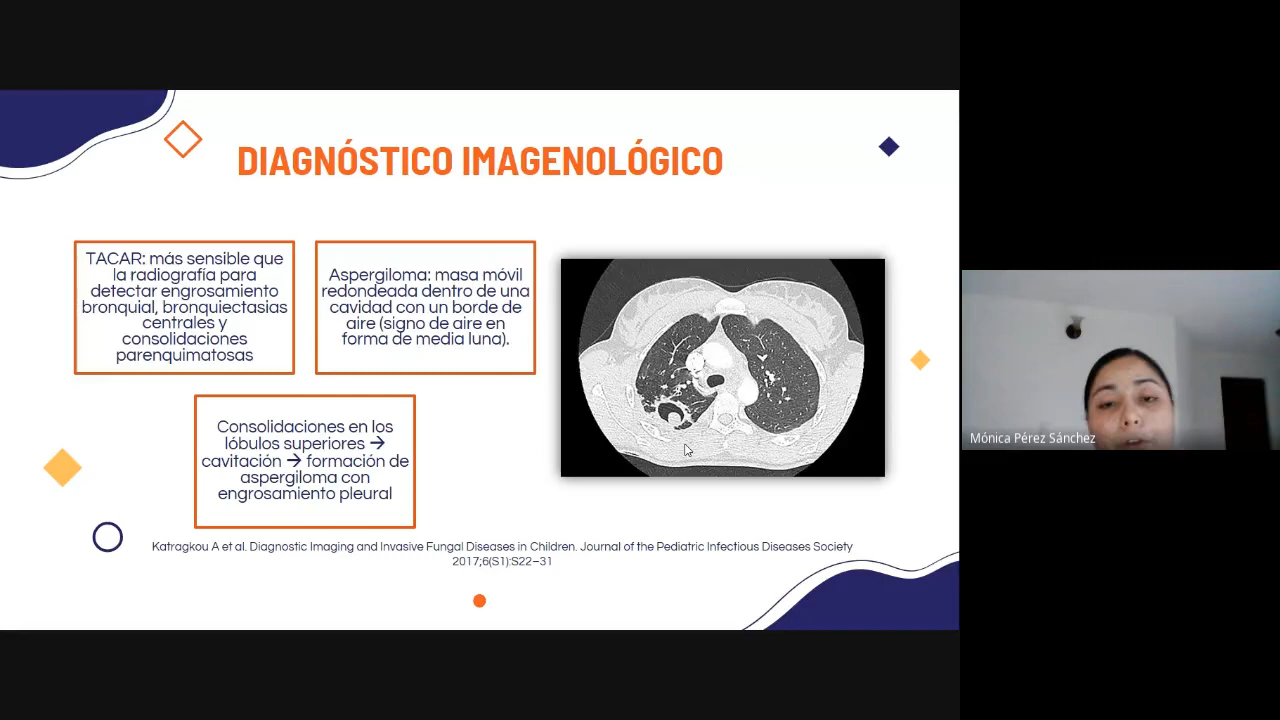 DIAGNÓSTICO IMAGENOLÓGICO
TACAR: más sensible que
la radiografía para
detectar engrosamiento
bronquial, bronquiectasias
centrales y
consolidaciones
parenquimatosas
Aspergiloma: masa móvil
redondeada dentro de una
cavidad con un borde de
aire (signo de aire en
forma de media luna).
Consolidaciones en los
lóbulos superiores →
cavitación → formación de
aspergiloma con
engrosamiento pleural
Katragkou A et al. Diagnostic Imaging and Invasive Fungal Diseases in Children. Journal of the Pediatric Infectious Diseases Society
2017;6(S1):S22–31
Mónica Pérez Sánchez